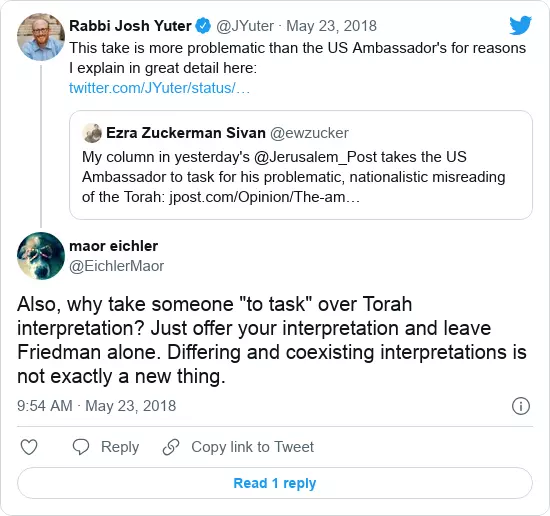 Rabbi Josh Yuter @JYuter · May 23, 2018
This take is more problematic than the US Ambassador's for reasons
I explain in great detail here:
twitter.com/JYuter/status/…
Ezra Zuckerman Sivan @ewzucker
My column in yesterday's @Jerusalem_Post takes the US
Ambassador to task for his problematic, nationalistic misreading
of the Torah: jpost.com/Opinion/The-am…
maor eichler
@EichlerMaor
Also, why take someone "to task" over Torah
interpretation? Just offer your interpretation and leave
Friedman alone. Differing and coexisting interpretations is
not exactly a new thing.
9:54 AM · May 23, 2018
Reply Copy link to Tweet
Read 1 reply